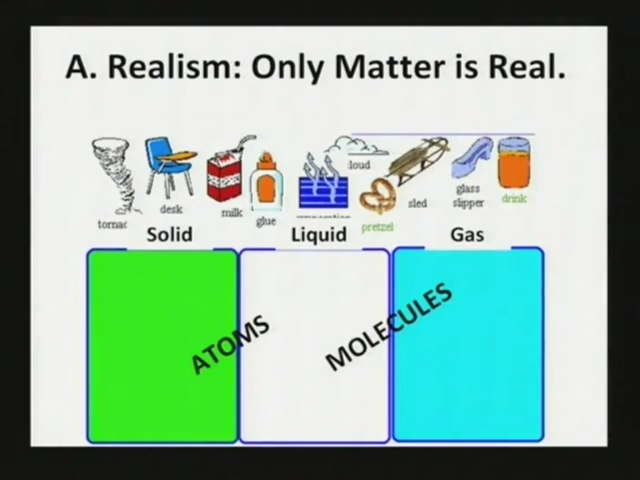 A. Realism: Only Matter is Real.
loud
desk
sled
glass
slipper
drink
milk
glue
pretzel
tornac
Solid
Liquid
Gas
ATOMS
MOLECULES